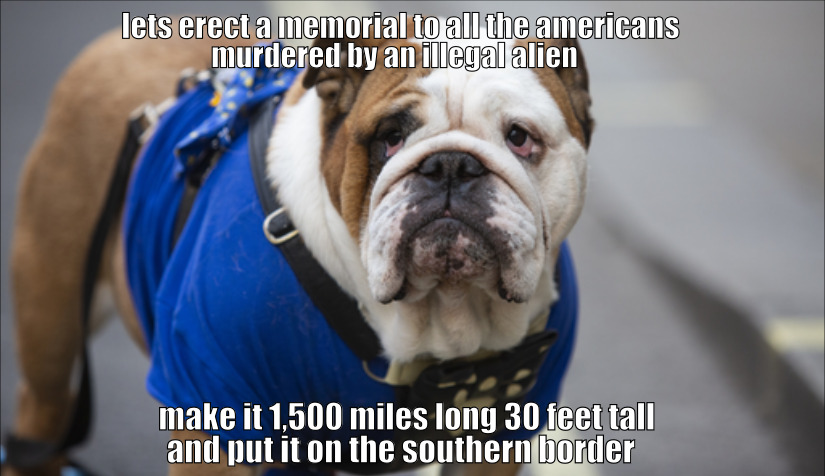 lets erect a memorial to all the americans
murdered by an illegal alien
make it 1,500 miles long 30 feet tall
and put it on the southern border